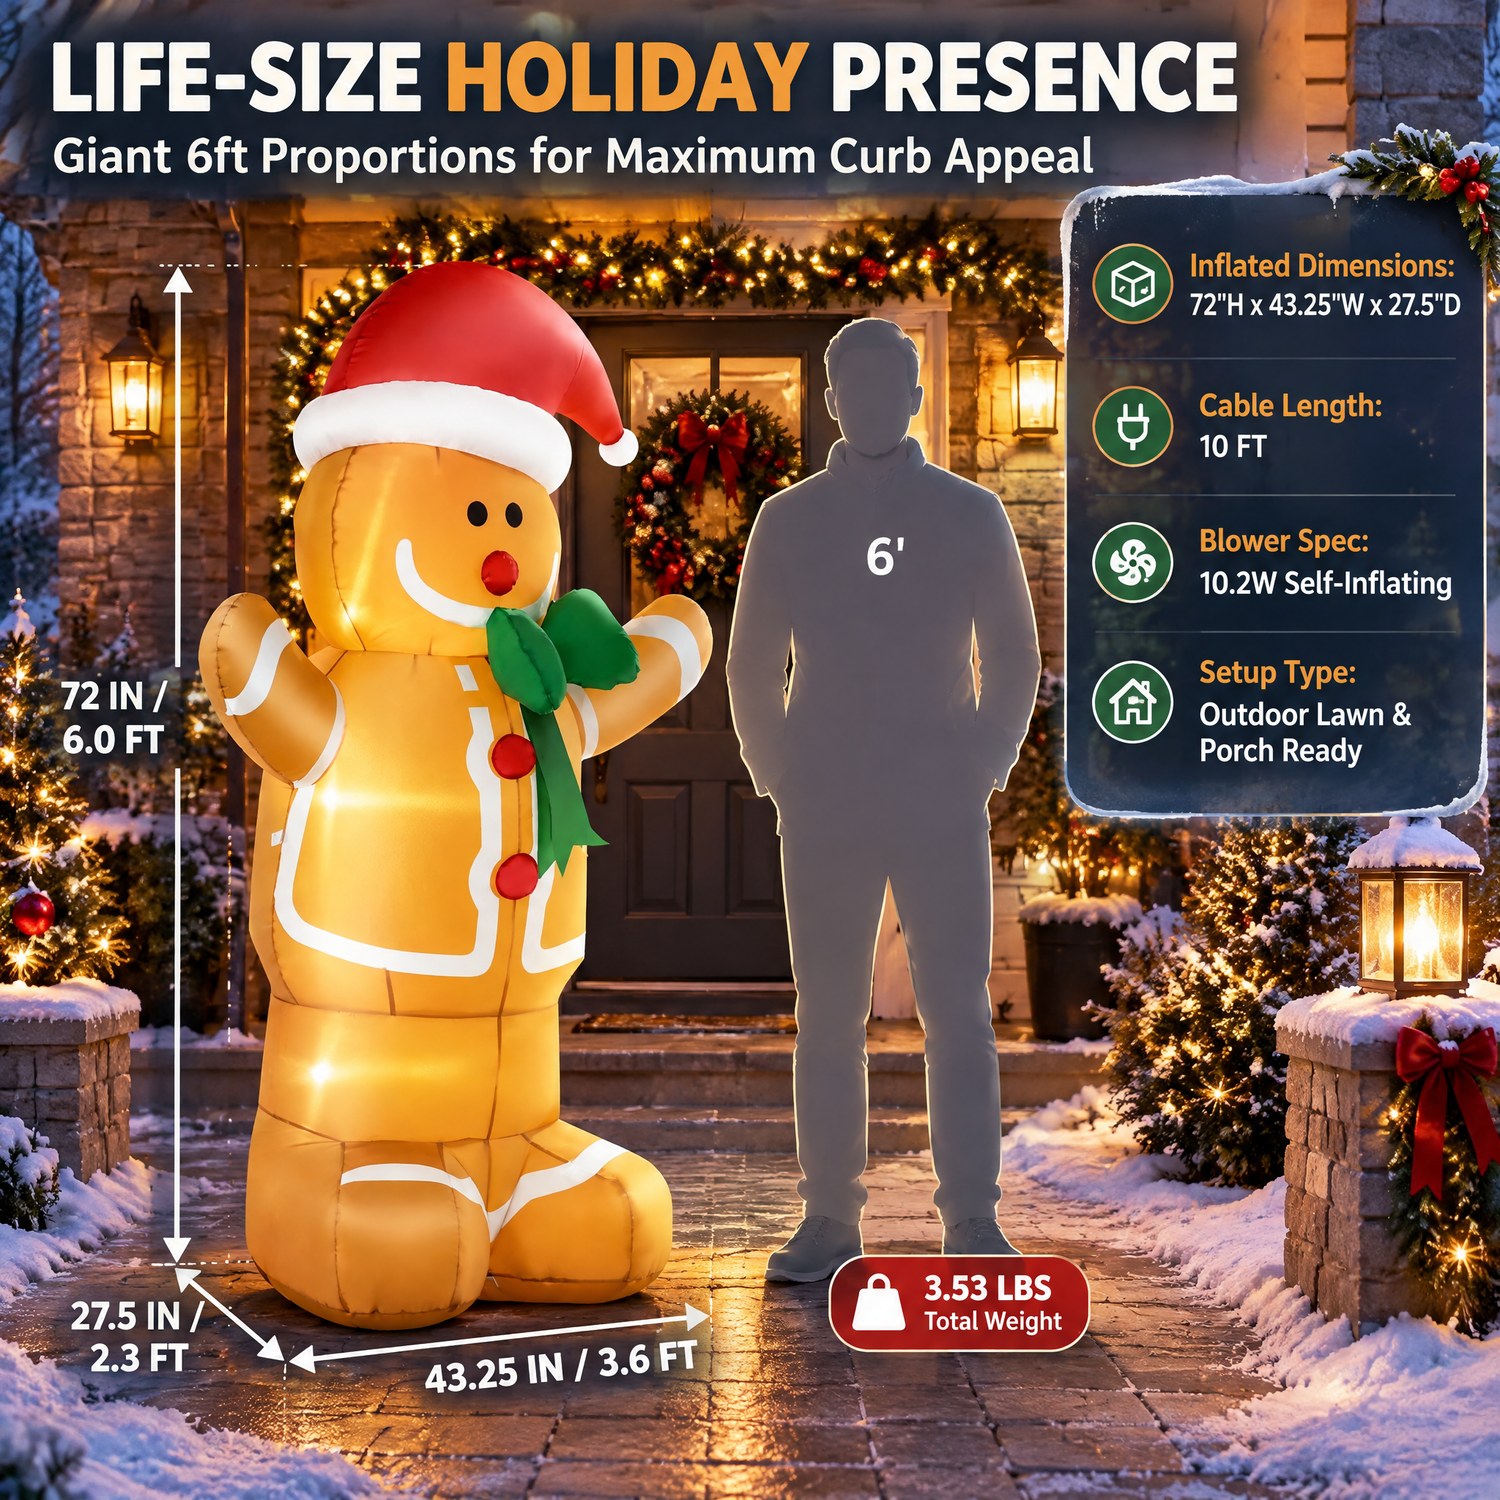 LIFE-SIZE HOLIDAY PRESENCE
Giant 6ft Proportions for Maximum Curb Appeal
Inflated Dimensions:
72"H x 43.25"W x 27.5"D
Cable Length:
10 FT
Blower Spec:
10.2W Self-Inflating
Setup Type:
Outdoor Lawn &
Porch Ready
6'
72 IN /
6.0 FT
27.5 IN /
2.3 FT
43.25 IN / 3.6 FT
3.53 LBS
Total Weight